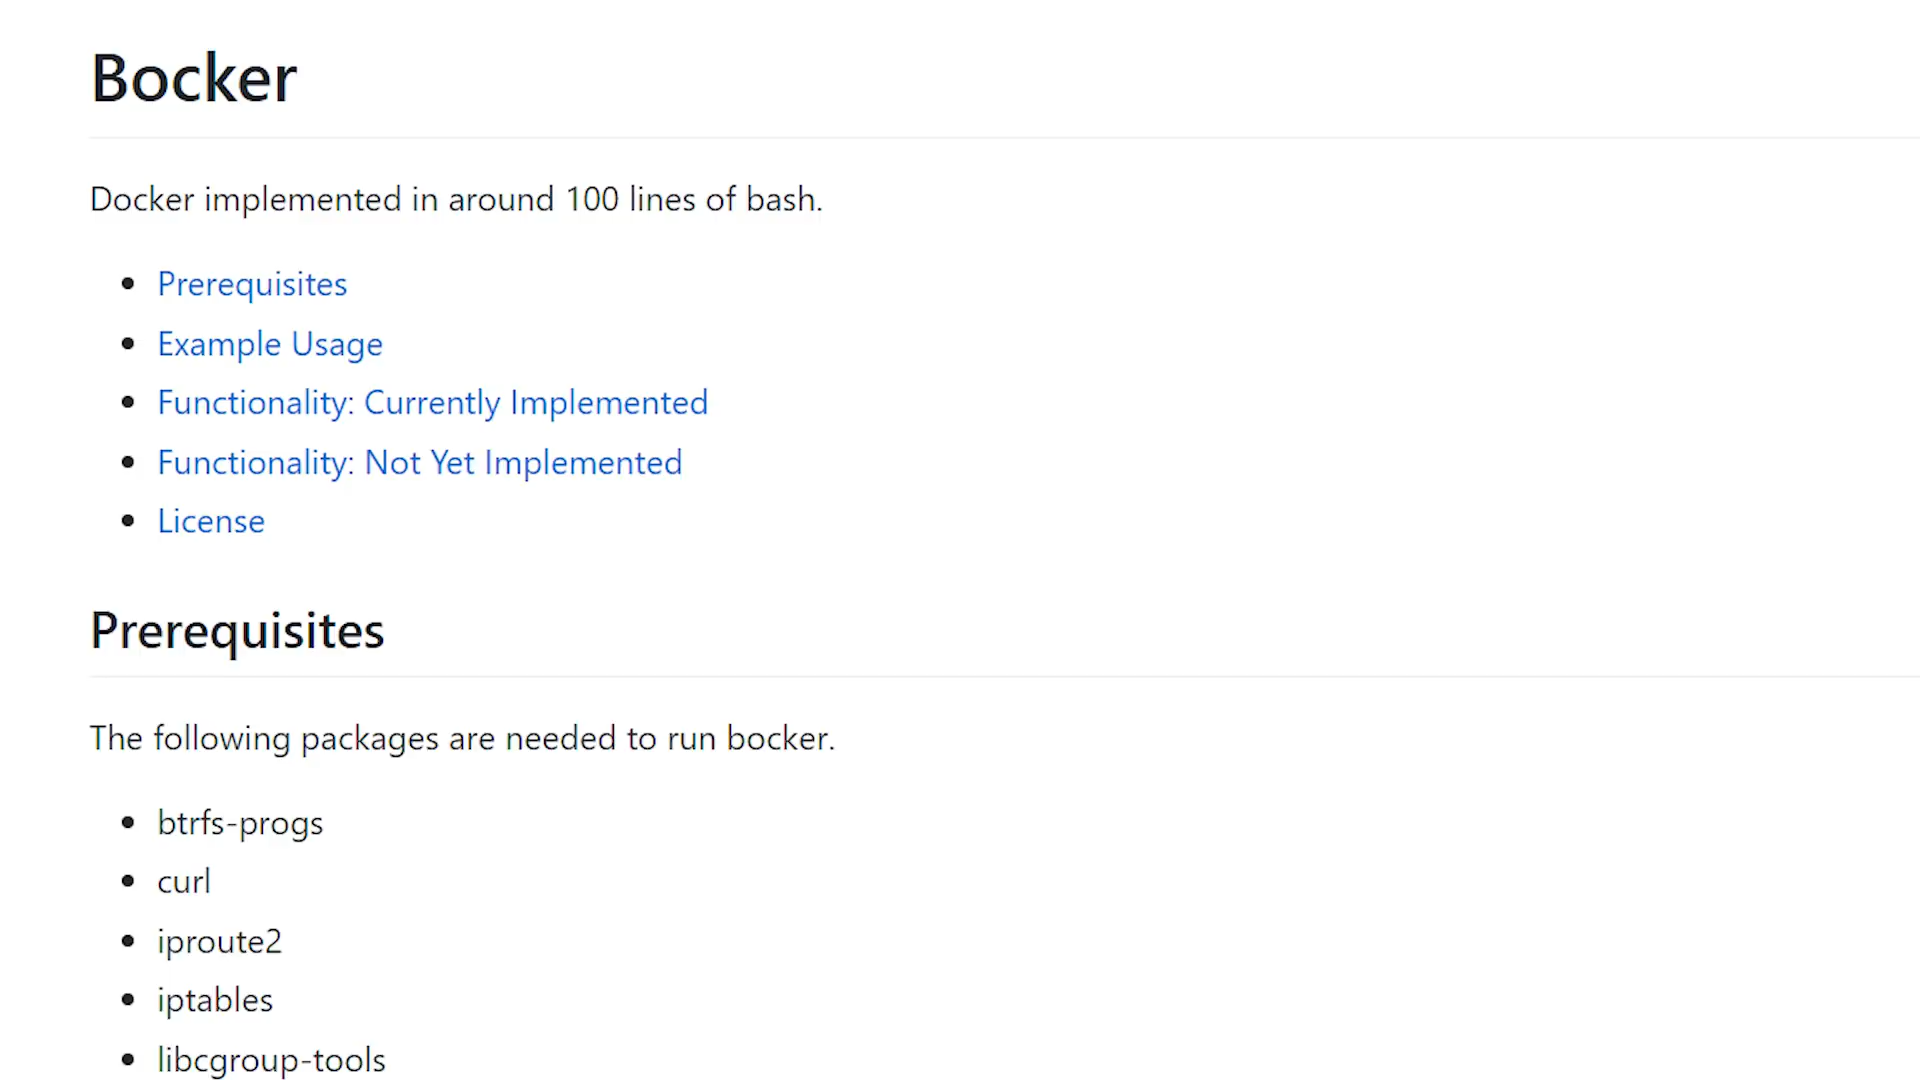 Bocker
Docker implemented in around 100 lines of bash.
Prerequisites
Example Usage
Functionality: Currently Implemented
Functionality: Not Yet Implemented
License
Prerequisites
The following packages are needed to run bocker.
btrfs-progs
curl
iproute2
iptables
libcgroup-tools